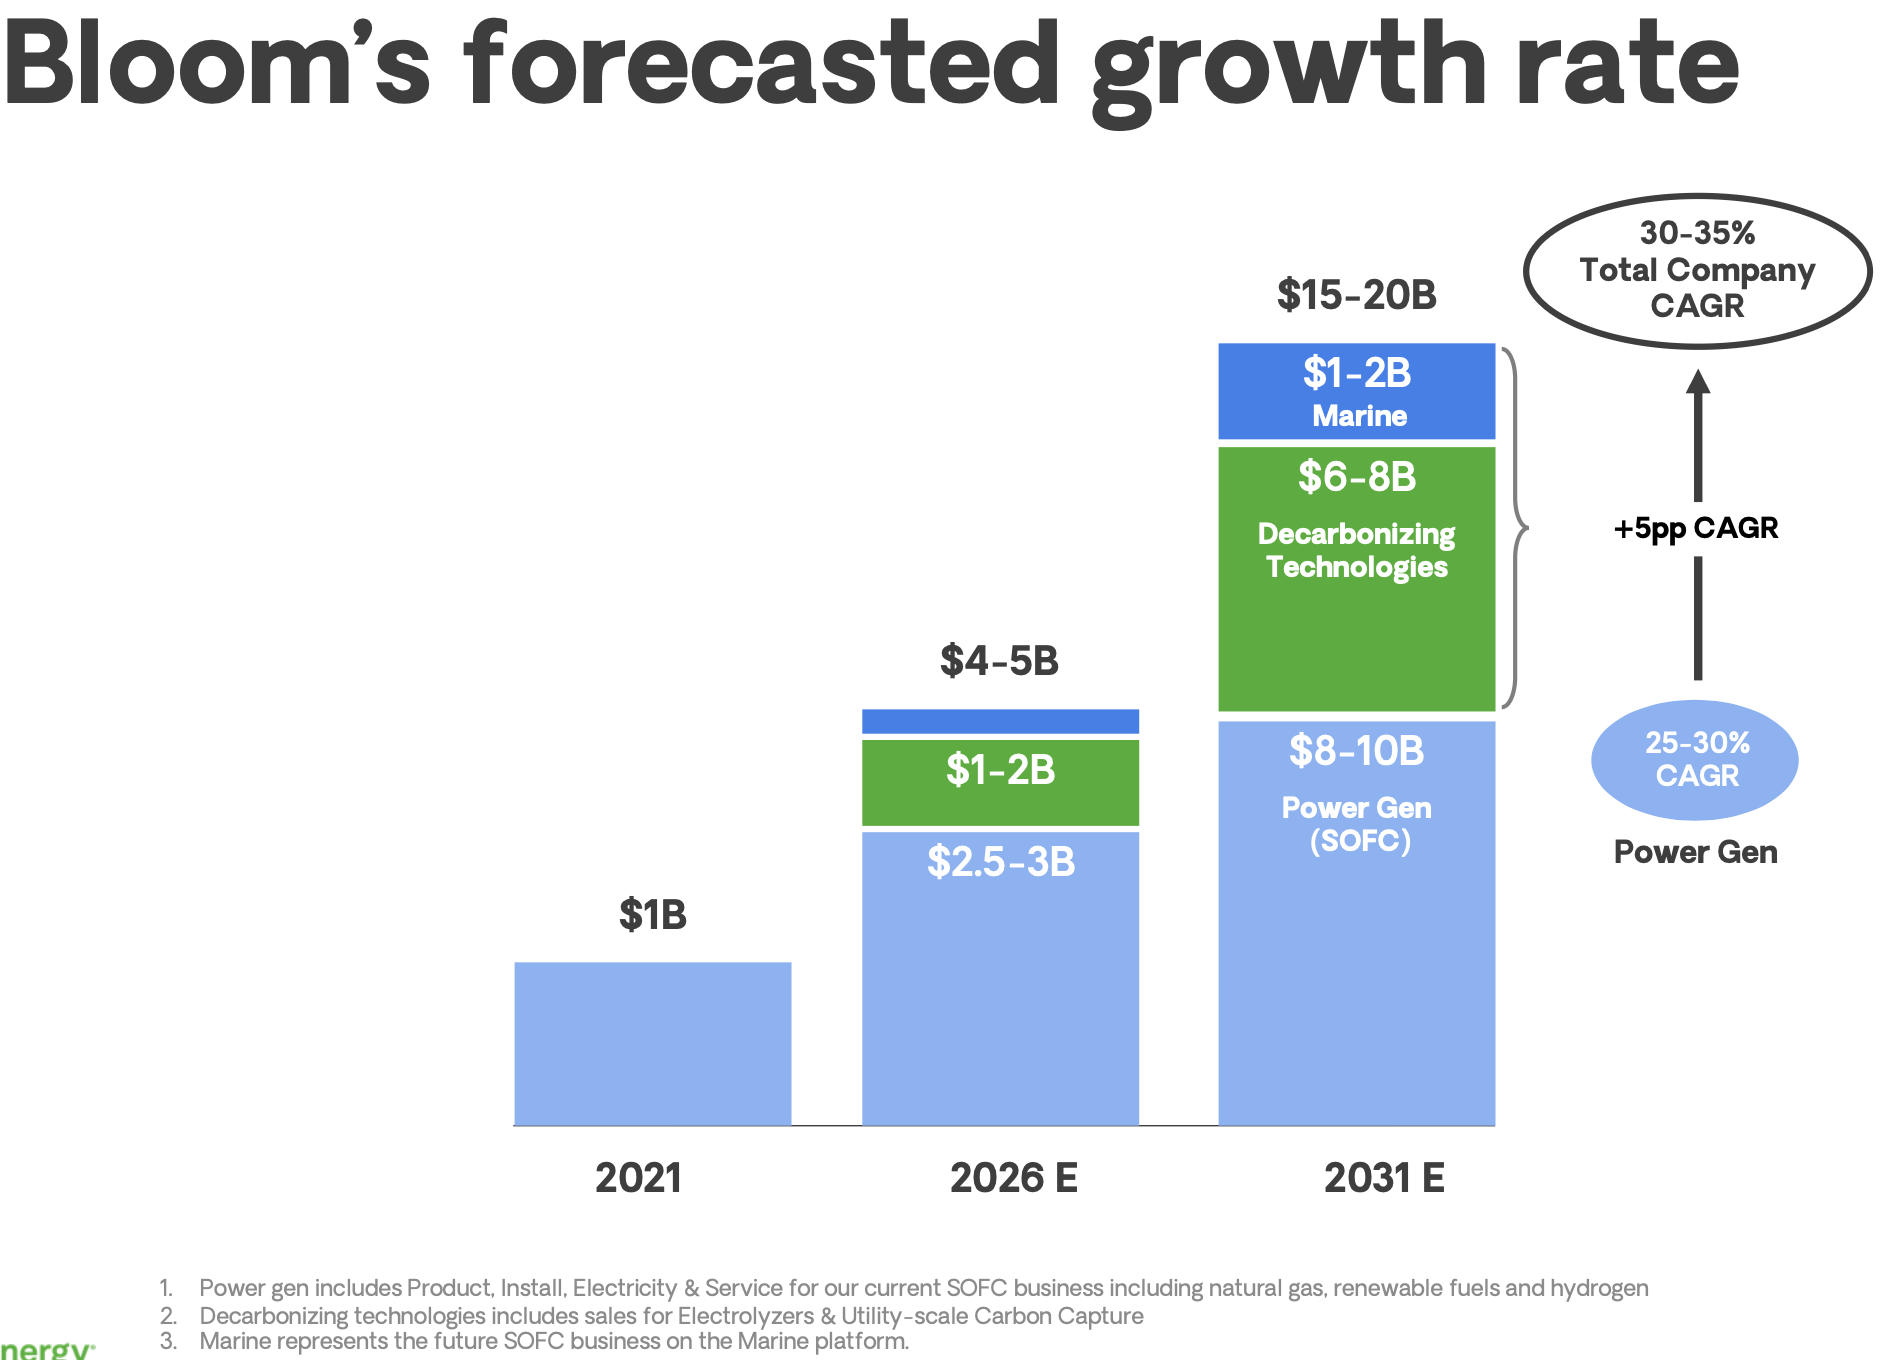 Bloom’s forecasted growth rate
30-35%
Total Company
CAGR
$15-20B
$1-2B
Marine
$6-8B
Decarbonizing
Technologies
+5pp CAGR
$4-5B
$1-2B
$2.5-3B
$8-10B
Power Gen
(SOFC)
25-30%
CAGR
Power Gen
$1B
2021
2026 E
2031 E
1. Power gen includes Product, Install, Electricity & Service for our current SOFC business including natural gas, renewable fuels and hydrogen
2. Decarbonizing technologies includes sales for Electrolyzers & Utility-scale Carbon Capture
3. Marine represents the future SOFC business on the Marine platform.
nergy